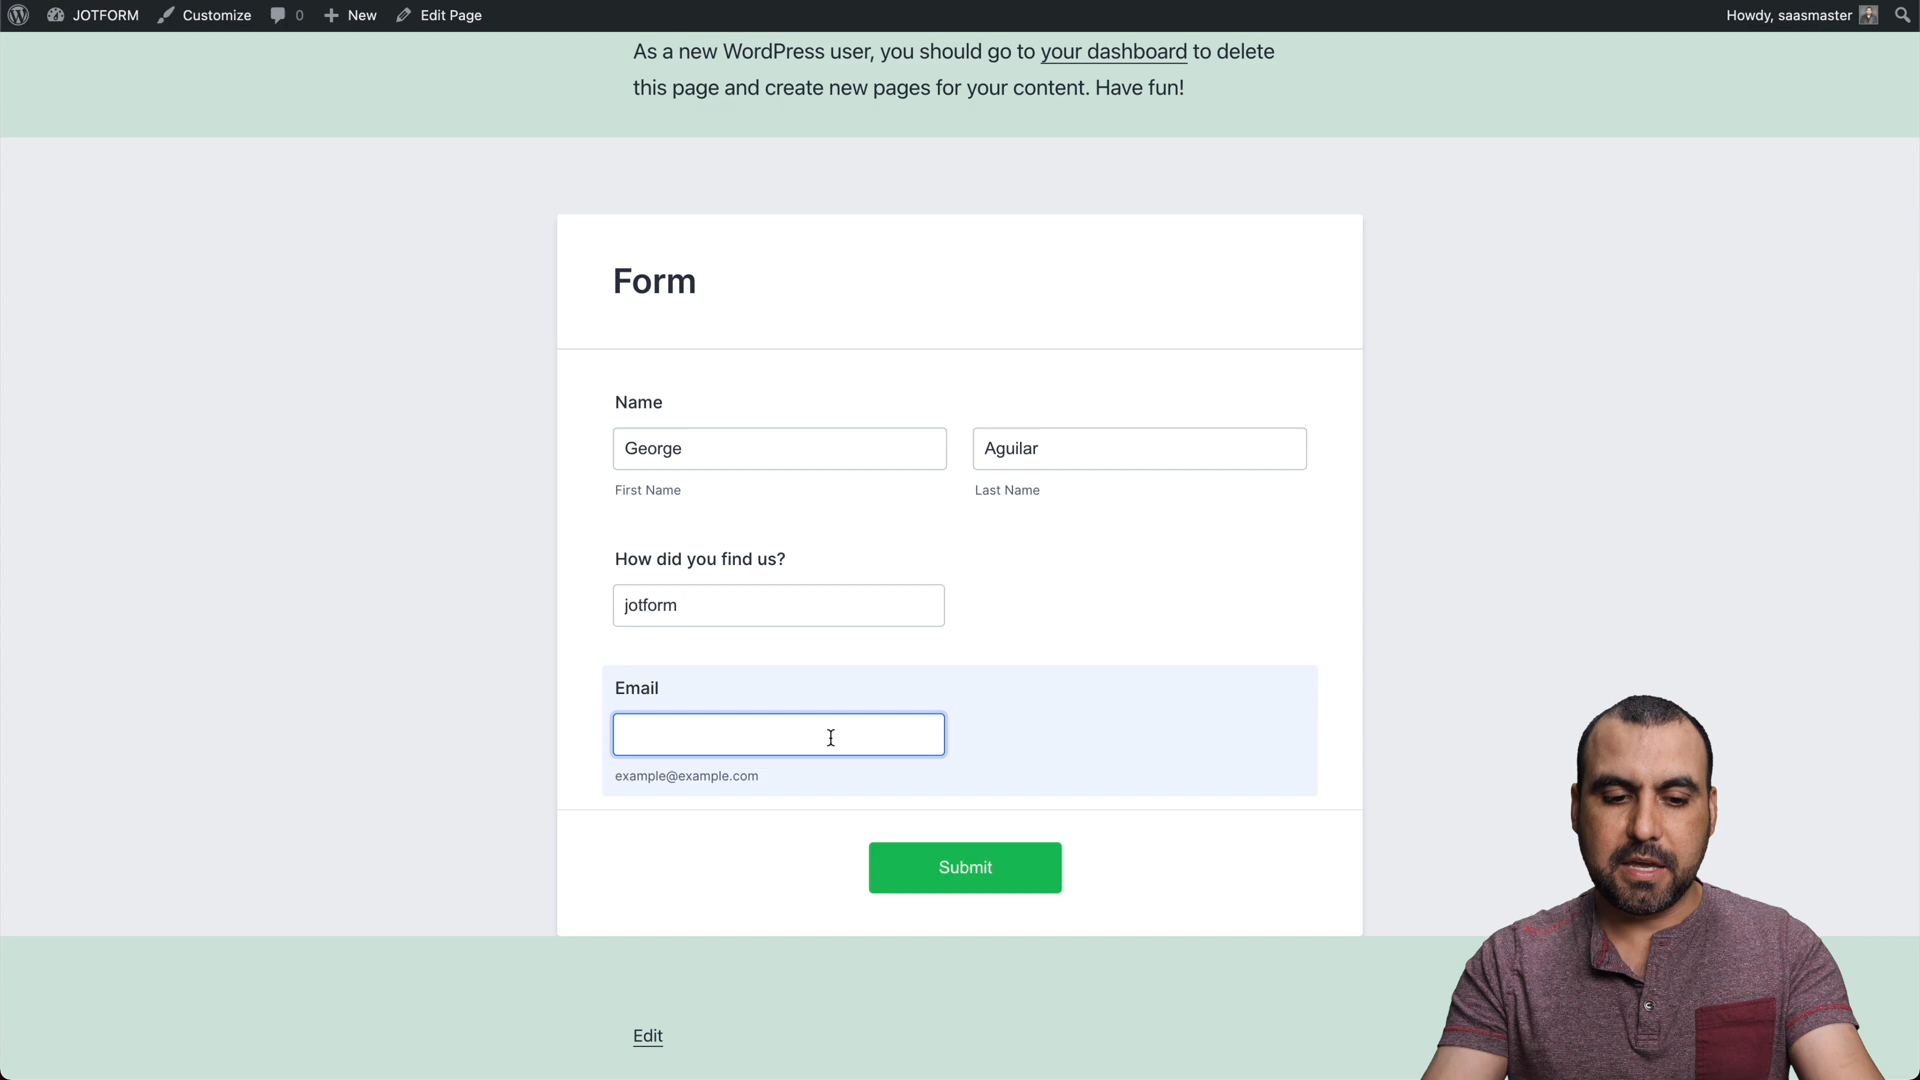 JOTFORM Customize 0 New Edit Page Howdy, saasmaster
As a new WordPress user, you should go to your dashboard to delete
this page and create new pages for your content. Have fun!
Form
Name
George Aguilar
First Name Last Name
How did you find us?
jotform
Email
example@example.com
Submit
Edit